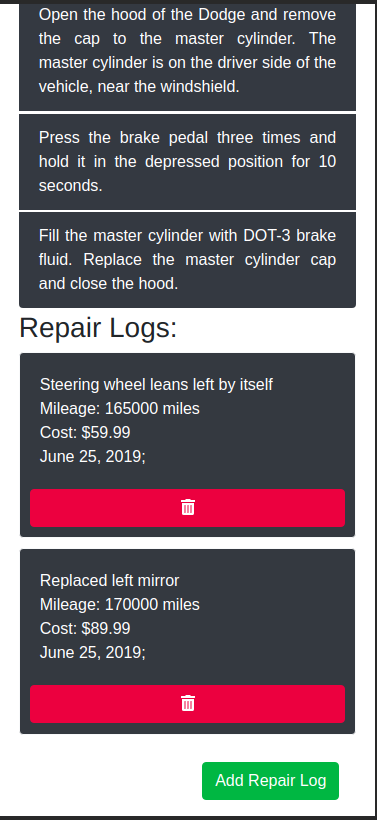 Open the hood of the Dodge and remove
the cap to the master cylinder. The
master cylinder is on the driver side of the
vehicle, near the windshield.
Press the brake pedal three times and
hold it in the depressed position for 10
seconds.
Fill the master cylinder with DOT-3 brake
fluid. Replace the master cylinder cap
and close the hood.
Repair Logs:
Steering wheel leans left by itself
Mileage: 165000 miles
Cost: $59.99
June 25, 2019;
Replaced left mirror
Mileage: 170000 miles
Cost: $89.99
June 25, 2019;
Add Repair Log